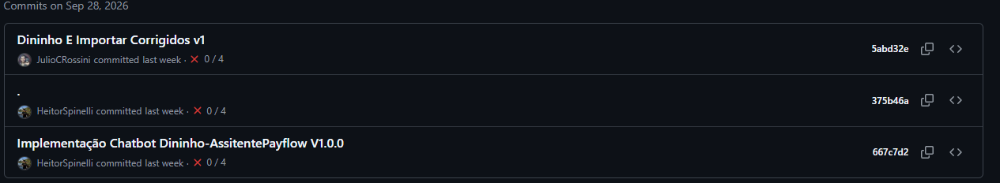 Commits on Sep 28, 2026
Dininho E Importar Corrigidos v1
5abd32e
JulioCRossini committed last week · 0 / 4
.
375b46a
HeitorSpinelli committed last week · 0 / 4
Implementação Chatbot Dininho-AssitentePayflow V1.0.0
667c7d2
HeitorSpinelli committed last week · 0 / 4